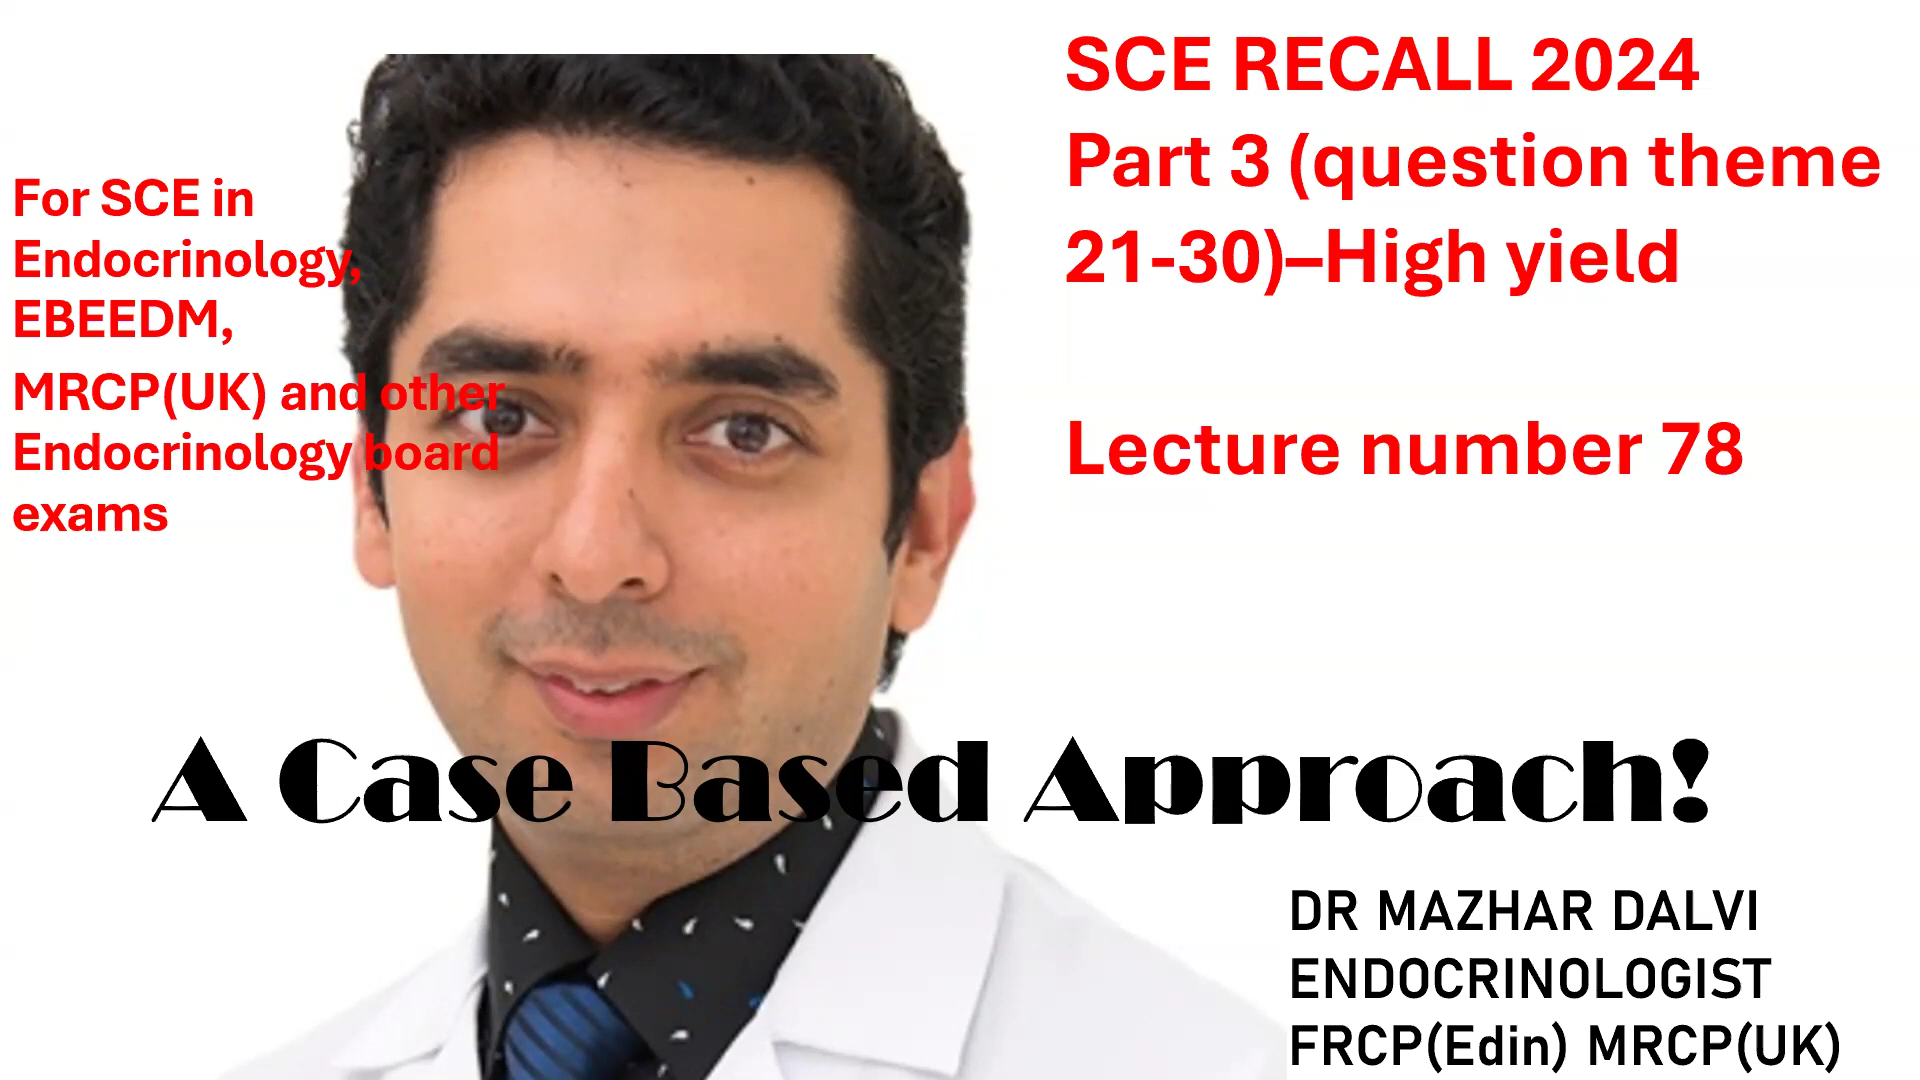 For SCE in
Endocrinology,
EBEEDM,
MRCP(UK) and other
Endocrinology board
exams
SCE RECALL 2024
Part 3 (question theme
21-30)–High yield
Lecture number 78
A Case Based Approach!
DR MAZHAR DALVI
ENDOCRINOLOGIST
FRCP(Edin) MRCP(UK)